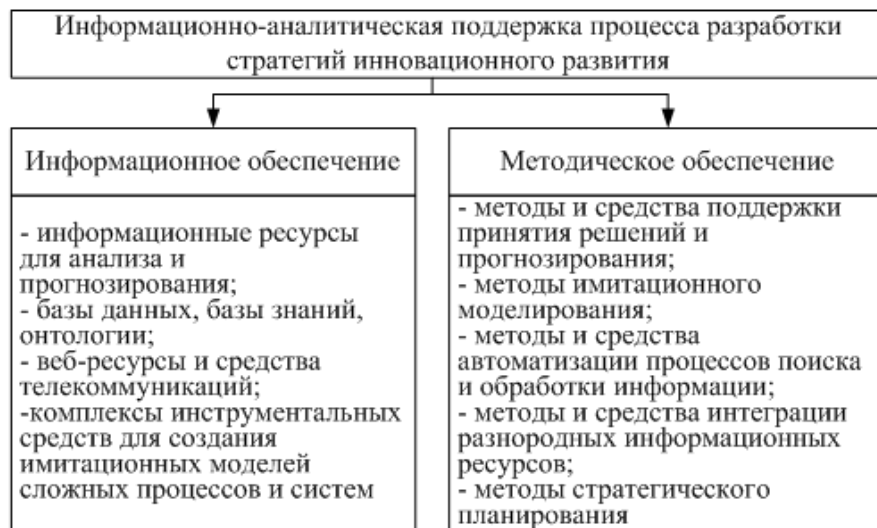 Информационно-аналитическая поддержка процесса разработки
стратегий инновационного развития
Информационное обеспечение
- информационные ресурсы
для анализа и
прогнозирования;
- базы данных, базы знаний,
онтологии;
- веб-ресурсы и средства
телекоммуникаций;
-комплексы инструментальных
средств для создания
имитационных моделей
сложных процессов и систем
Методическое обеспечение
- методы и средства поддержки
принятия решений и
прогнозирования;
- методы имитационного
моделирования;
- методы и средства
автоматизации процессов поиска
и обработки информации;
- методы и средства интеграции
разнородных информационных
ресурсов;
- методы стратегического
планирования